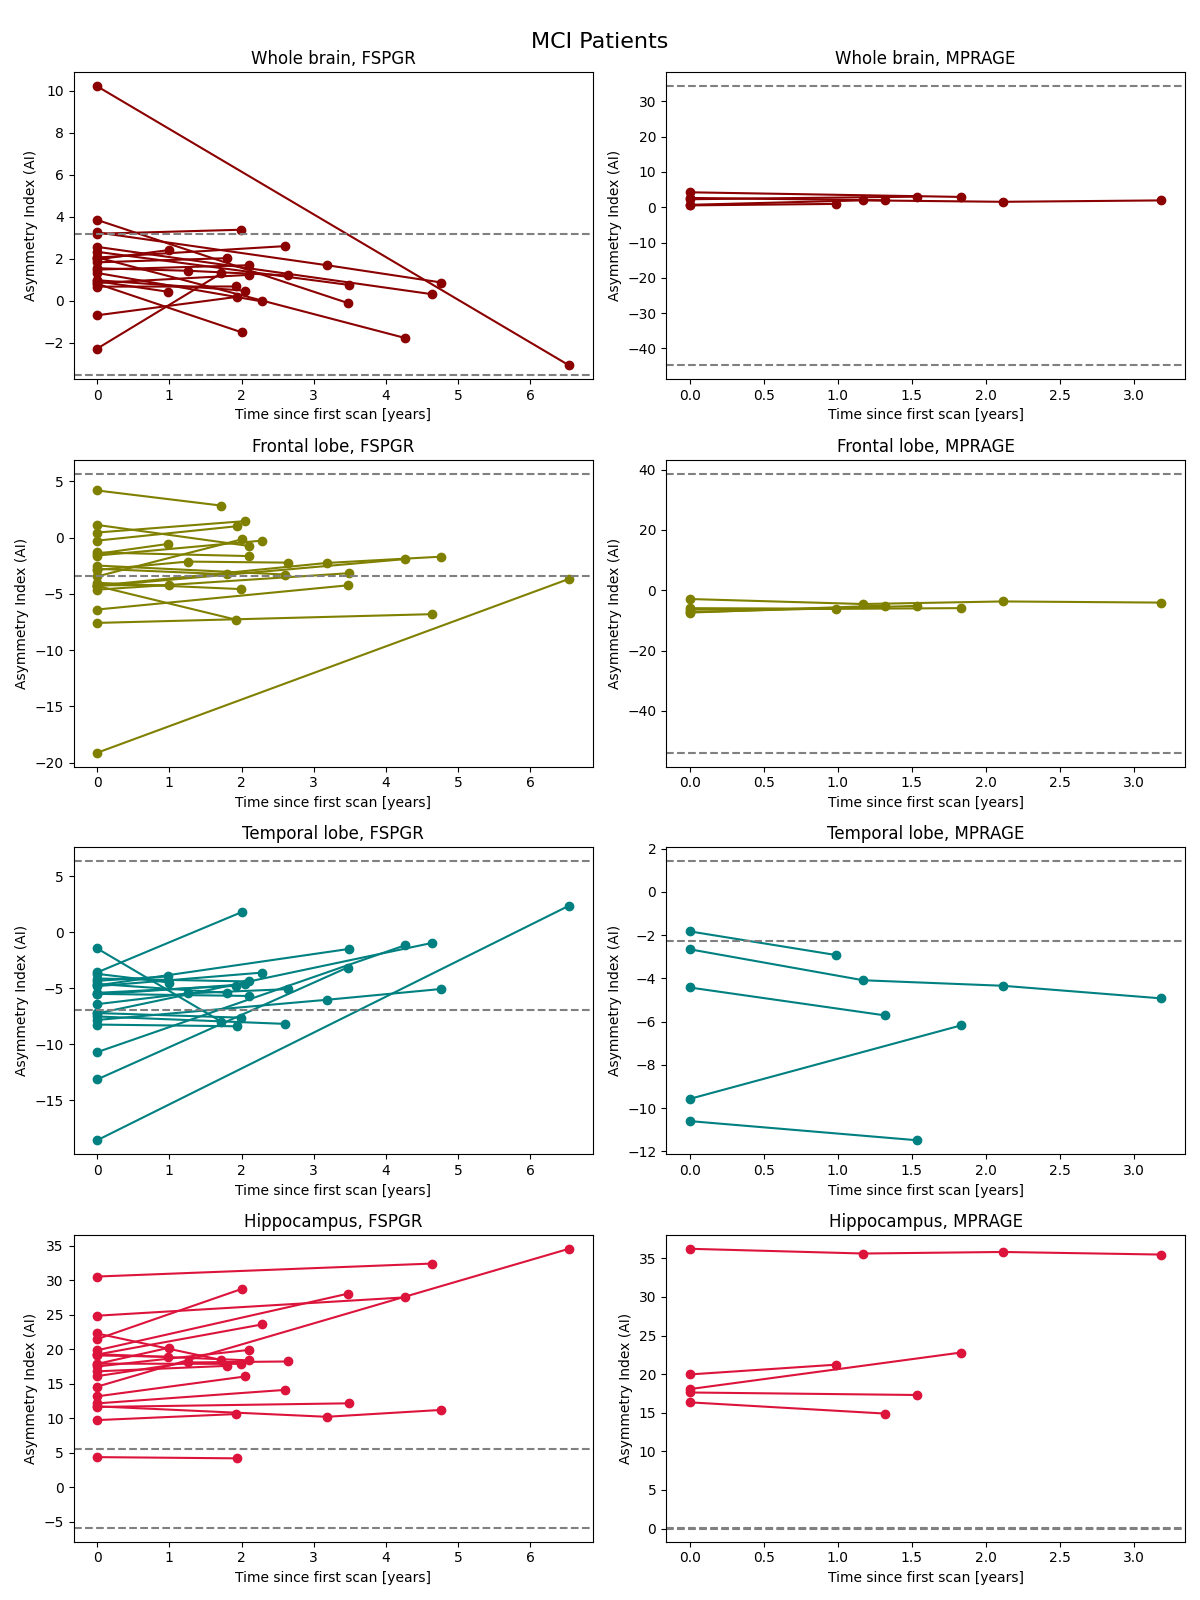 MCI Patients
Whole brain, FSPGR
Asymmetry Index (AI)
10
8
6
4
2
0
−2
0 1 2 3 4 5 6
Time since first scan [years]
Whole brain, MPRAGE
Asymmetry Index (AI)
30
20
10
0
−10
−20
−30
−40
0.0 0.5 1.0 1.5 2.0 2.5 3.0
Time since first scan [years]
Frontal lobe, FSPGR
Asymmetry Index (AI)
5
0
−5
−10
−15
−20
0 1 2 3 4 5 6
Time since first scan [years]
Frontal lobe, MPRAGE
Asymmetry Index (AI)
40
20
0
−20
−40
0.0 0.5 1.0 1.5 2.0 2.5 3.0
Time since first scan [years]
Temporal lobe, FSPGR
Asymmetry Index (AI)
5
0
−5
−10
−15
0 1 2 3 4 5 6
Time since first scan [years]
Temporal lobe, MPRAGE
Asymmetry Index (AI)
2
0
−2
−4
−6
−8
−10
−12
0.0 0.5 1.0 1.5 2.0 2.5 3.0
Time since first scan [years]
Hippocampus, FSPGR
Asymmetry Index (AI)
35
30
25
20
15
10
5
0
−5
0 1 2 3 4 5 6
Time since first scan [years]
Hippocampus, MPRAGE
Asymmetry Index (AI)
35
30
25
20
15
10
5
0
0.0 0.5 1.0 1.5 2.0 2.5 3.0
Time since first scan [years]